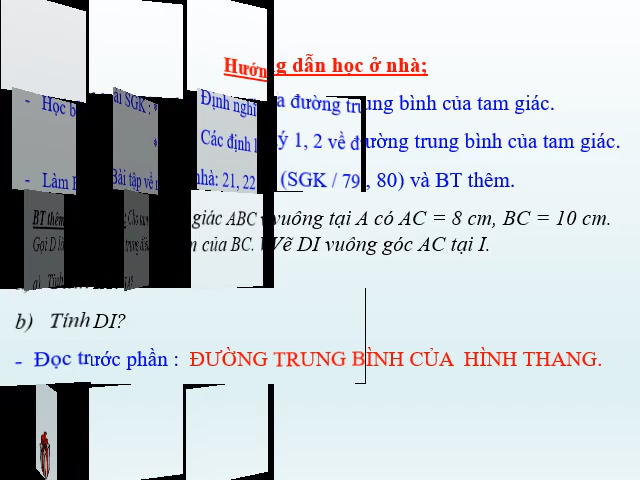 Hướng dẫn học ở nhà;
- Học bài SGK : * Định nghĩa đường trung bình của tam giác.
* Các định lý 1, 2 về đường trung bình của tam giác.
- Làm Bài tập về nhà: 21, 22 (SGK / 79, 80) và BT thêm.
BT thêm giác ABC vuông tại A có AC = 8 cm, BC = 10 cm.
Gọi D là trung điểm của BC. Vẽ DI vuông góc AC tại I.
a) Tính
b) Tính DI?
- Đọc trước phần : ĐƯỜNG TRUNG BÌNH CỦA HÌNH THANG.